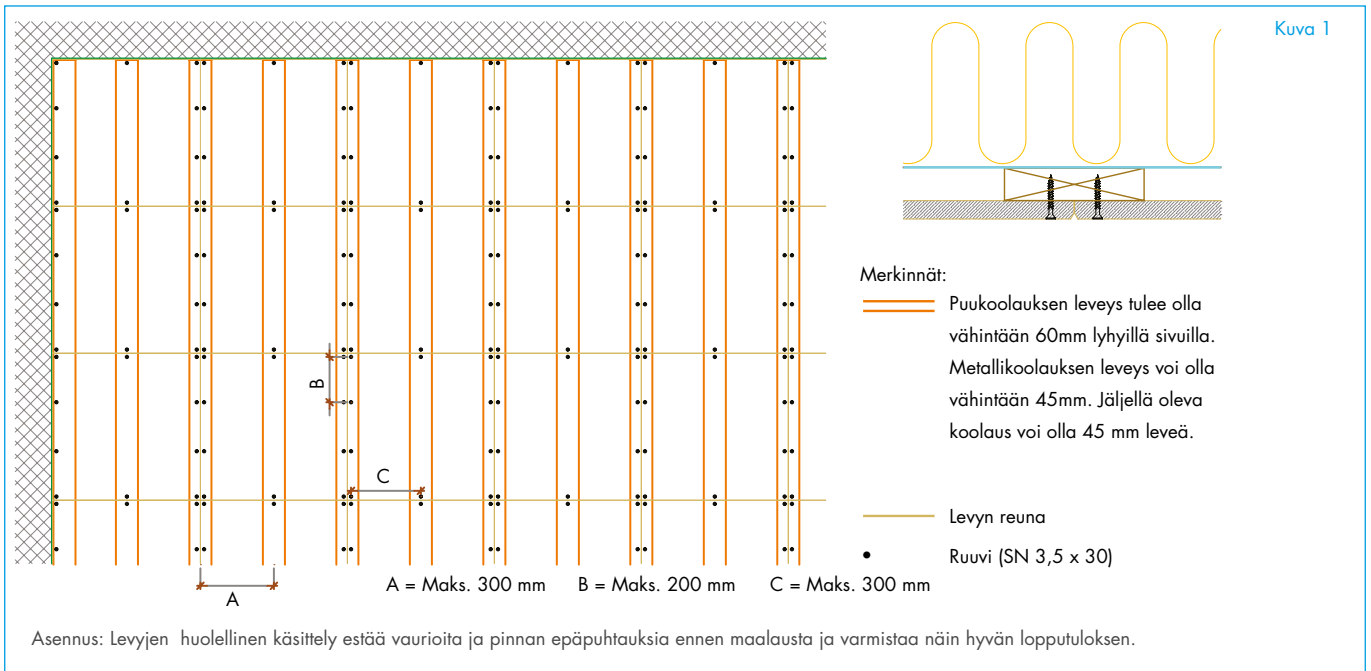 Kuva 1
B
C
A
A = Maks. 300 mm B = Maks. 200 mm C = Maks. 300 mm
Merkinnät:
Puukoolauksen leveys tulee olla
vähintään 60mm lyhyillä sivuilla.
Metallikoolauksen leveys voi olla
vähintään 45mm. Jäljellä oleva
koolaus voi olla 45 mm leveä.
Levyn reuna
Ruuvi (SN 3,5 x 30)
Asennus: Levyjen huolellinen käsittely estää vaurioita ja pinnan epäpuhtauksia ennen maalausta ja varmistaa näin hyvän lopputuloksen.